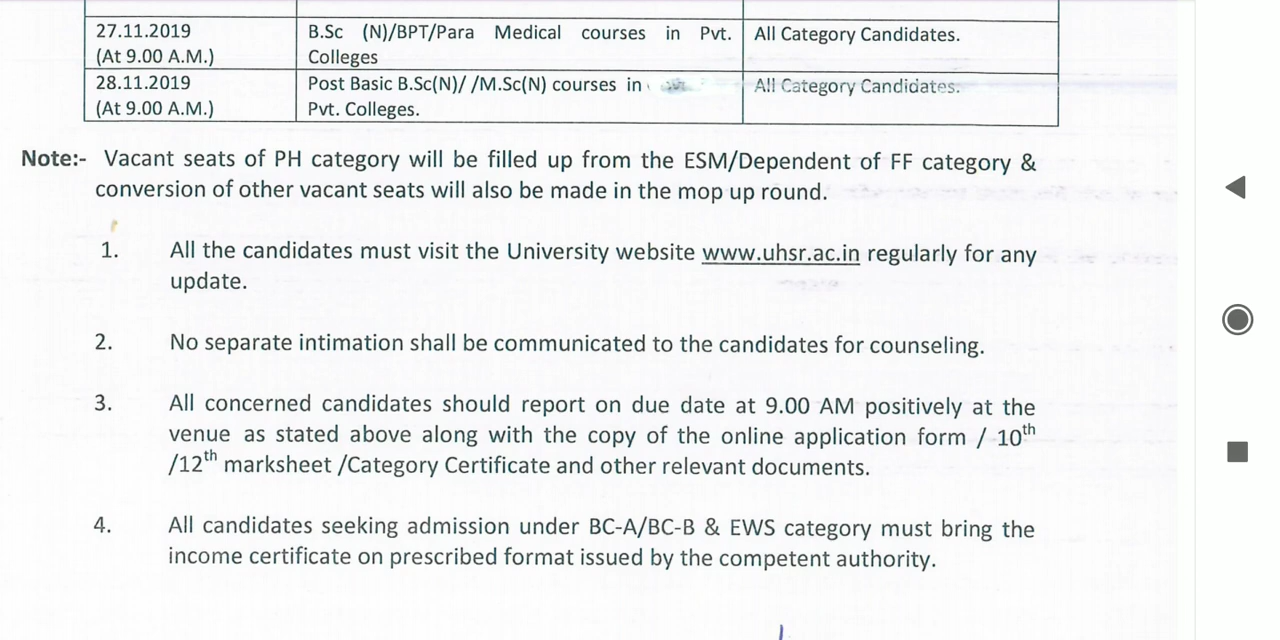 27.11.2019 B.Sc (N)/BPT/Para Medical courses in Pvt. All Category Candidates.
(At 9.00 A.M.) Colleges
28.11.2019 Post Basic B.Sc(N)/ /M.Sc(N) courses in All Category Candidates.
(At 9.00 A.M.) Pvt. Colleges.
Note:- Vacant seats of PH category will be filled up from the ESM/Dependent of FF category &
conversion of other vacant seats will also be made in the mop up round.
1. All the candidates must visit the University website www.uhsr.ac.in regularly for any
update.
2. No separate intimation shall be communicated to the candidates for counseling.
3. All concerned candidates should report on due date at 9.00 AM positively at the
venue as stated above along with the copy of the online application form / 10th
/12th marksheet /Category Certificate and other relevant documents.
4. All candidates seeking admission under BC-A/BC-B & EWS category must bring the
income certificate on prescribed format issued by the competent authority.